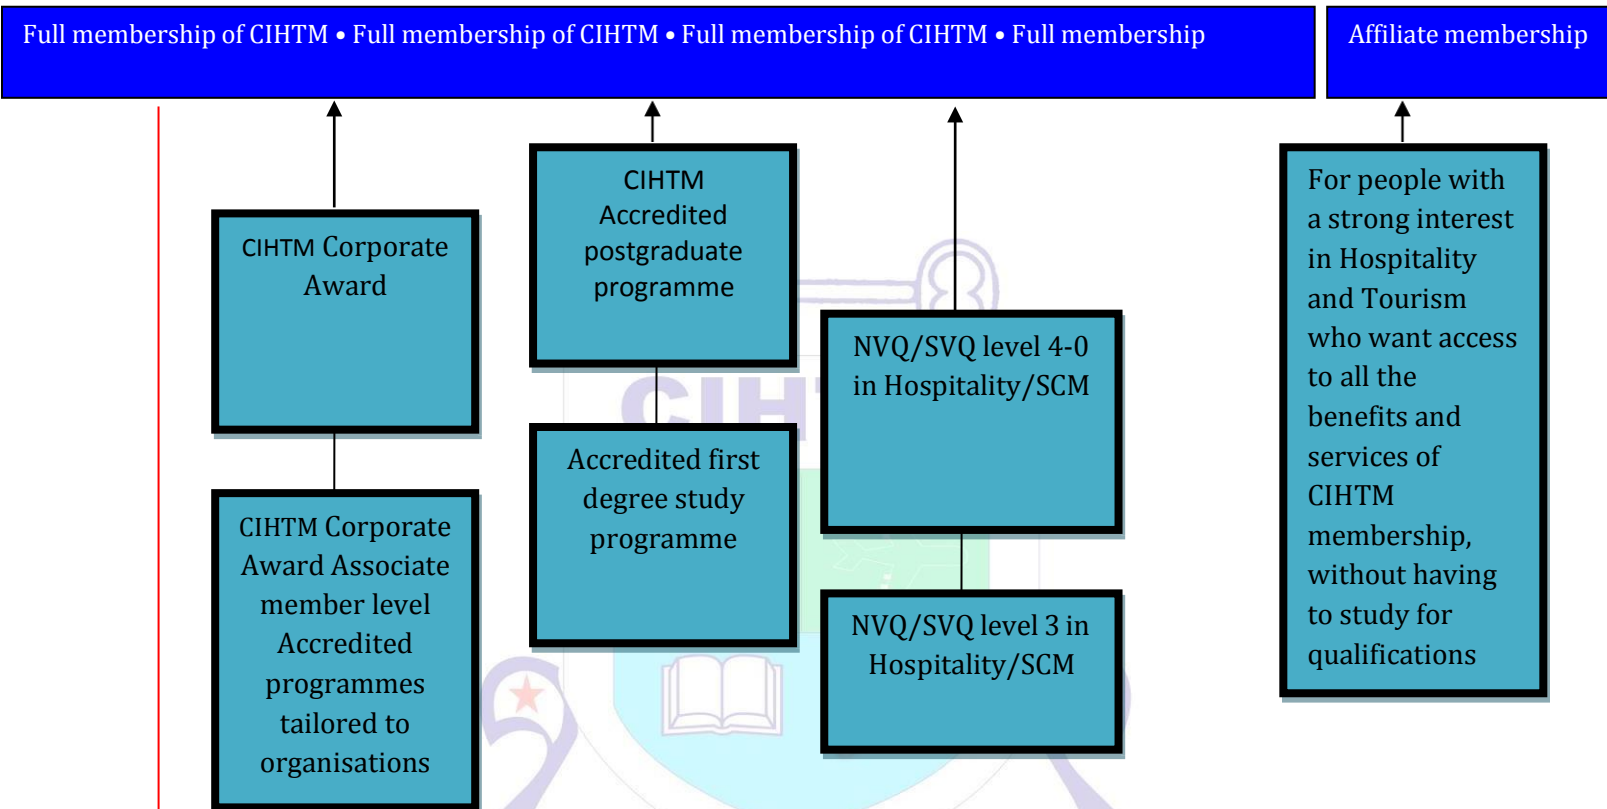 Full membership of CIHTM • Full membership of CIHTM • Full membership of CIHTM • Full membership
Affiliate membership
CIHTM Corporate
Award
CIHTM Corporate
Award Associate
member level
Accredited
programmes
tailored to
organisations
CIHTM
Accredited
postgraduate
programme
Accredited first
degree study
programme
NVQ/SVQ level 4-0
in Hospitality/SCM
NVQ/SVQ level 3 in
Hospitality/SCM
For people with
a strong interest
in Hospitality
and Tourism
who want access
to all the
benefits and
services of
CIHTM
membership,
without having
to study for
qualifications